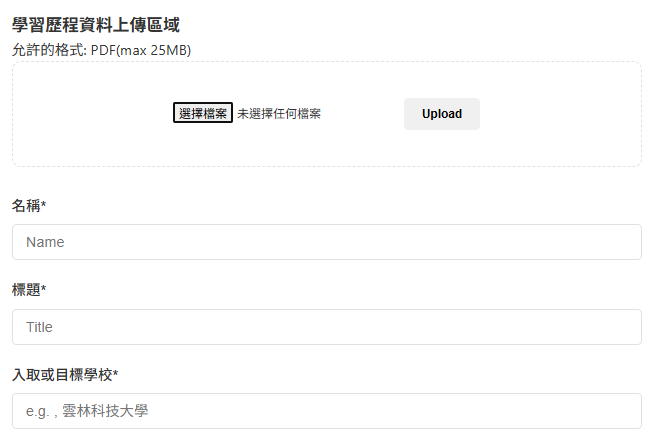 學習歷程資料上傳區域
允許的格式: PDF(max 25MB)
選擇檔案 未選擇任何檔案 Upload
名稱*
Name
標題*
Title
入取或目標學校*
e.g. , 雲林科技大學